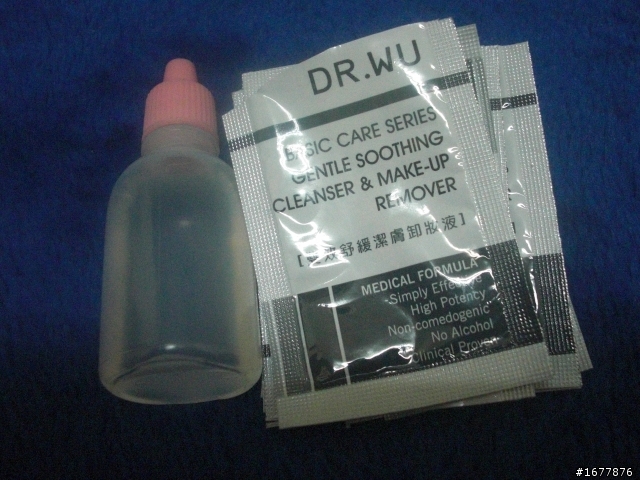 DR.WU
BASIC CARE SERIES
GENTLE SOOTHING
CLEANSER & MAKE-UP
REMOVER
舒緩潔膚卸妝液]
MEDICAL FORMULA
Simply Effective
High Potency
Non-comedogenic
No Alcohol
Clinical Proven
#1677876